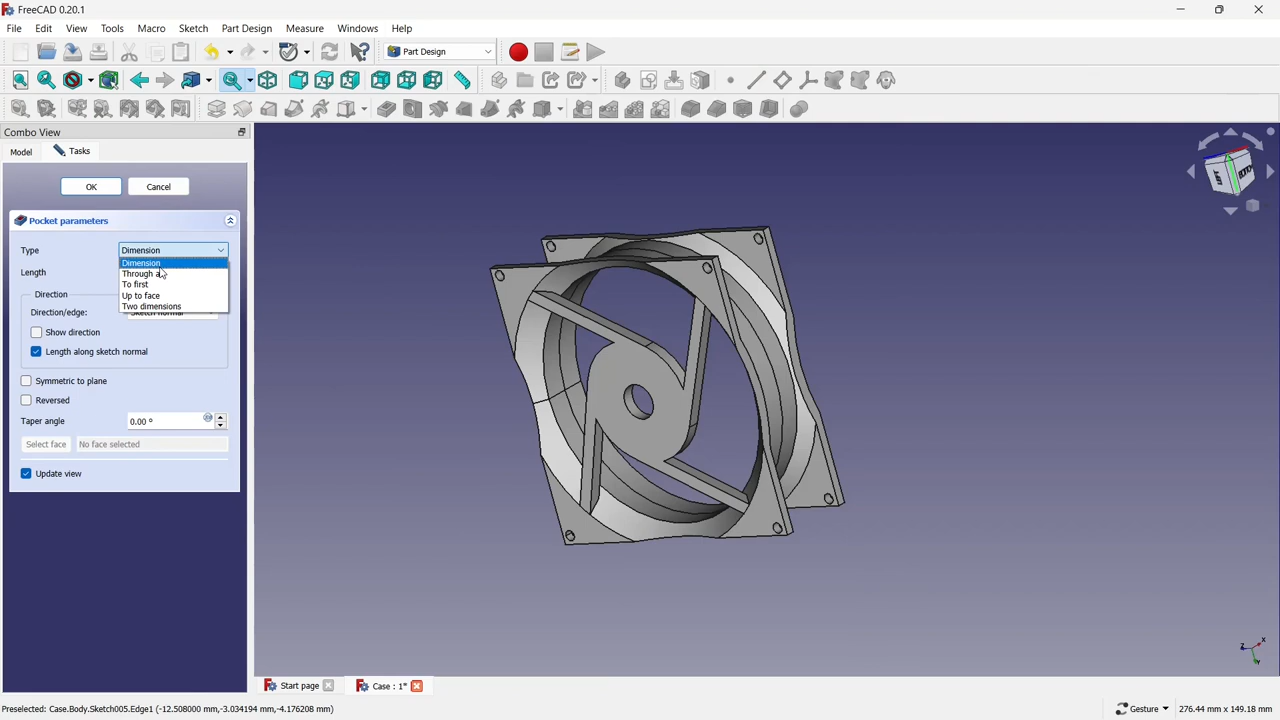 FreeCAD 0.20.1
File Edit View Tools Macro Sketch Part Design Measure Windows Help
Part Design
Combo View
Model Tasks
OK Cancel
Pocket parameters
Type Dimension
Dimension
Length Through a
To first
Direction Up to face
Two dimensions
Direction/edge: Sketch normal
Show direction
Length along sketch normal
Symmetric to plane
Reversed
Taper angle 0.00 °
Select face No face selected
Update view
Start page Case : 1*
Preselected: Case.Body.Sketch005.Edge1 (-12.508000 mm,-3.034194 mm,-4.176208 mm) Gesture 276.44 mm x 149.18 mm